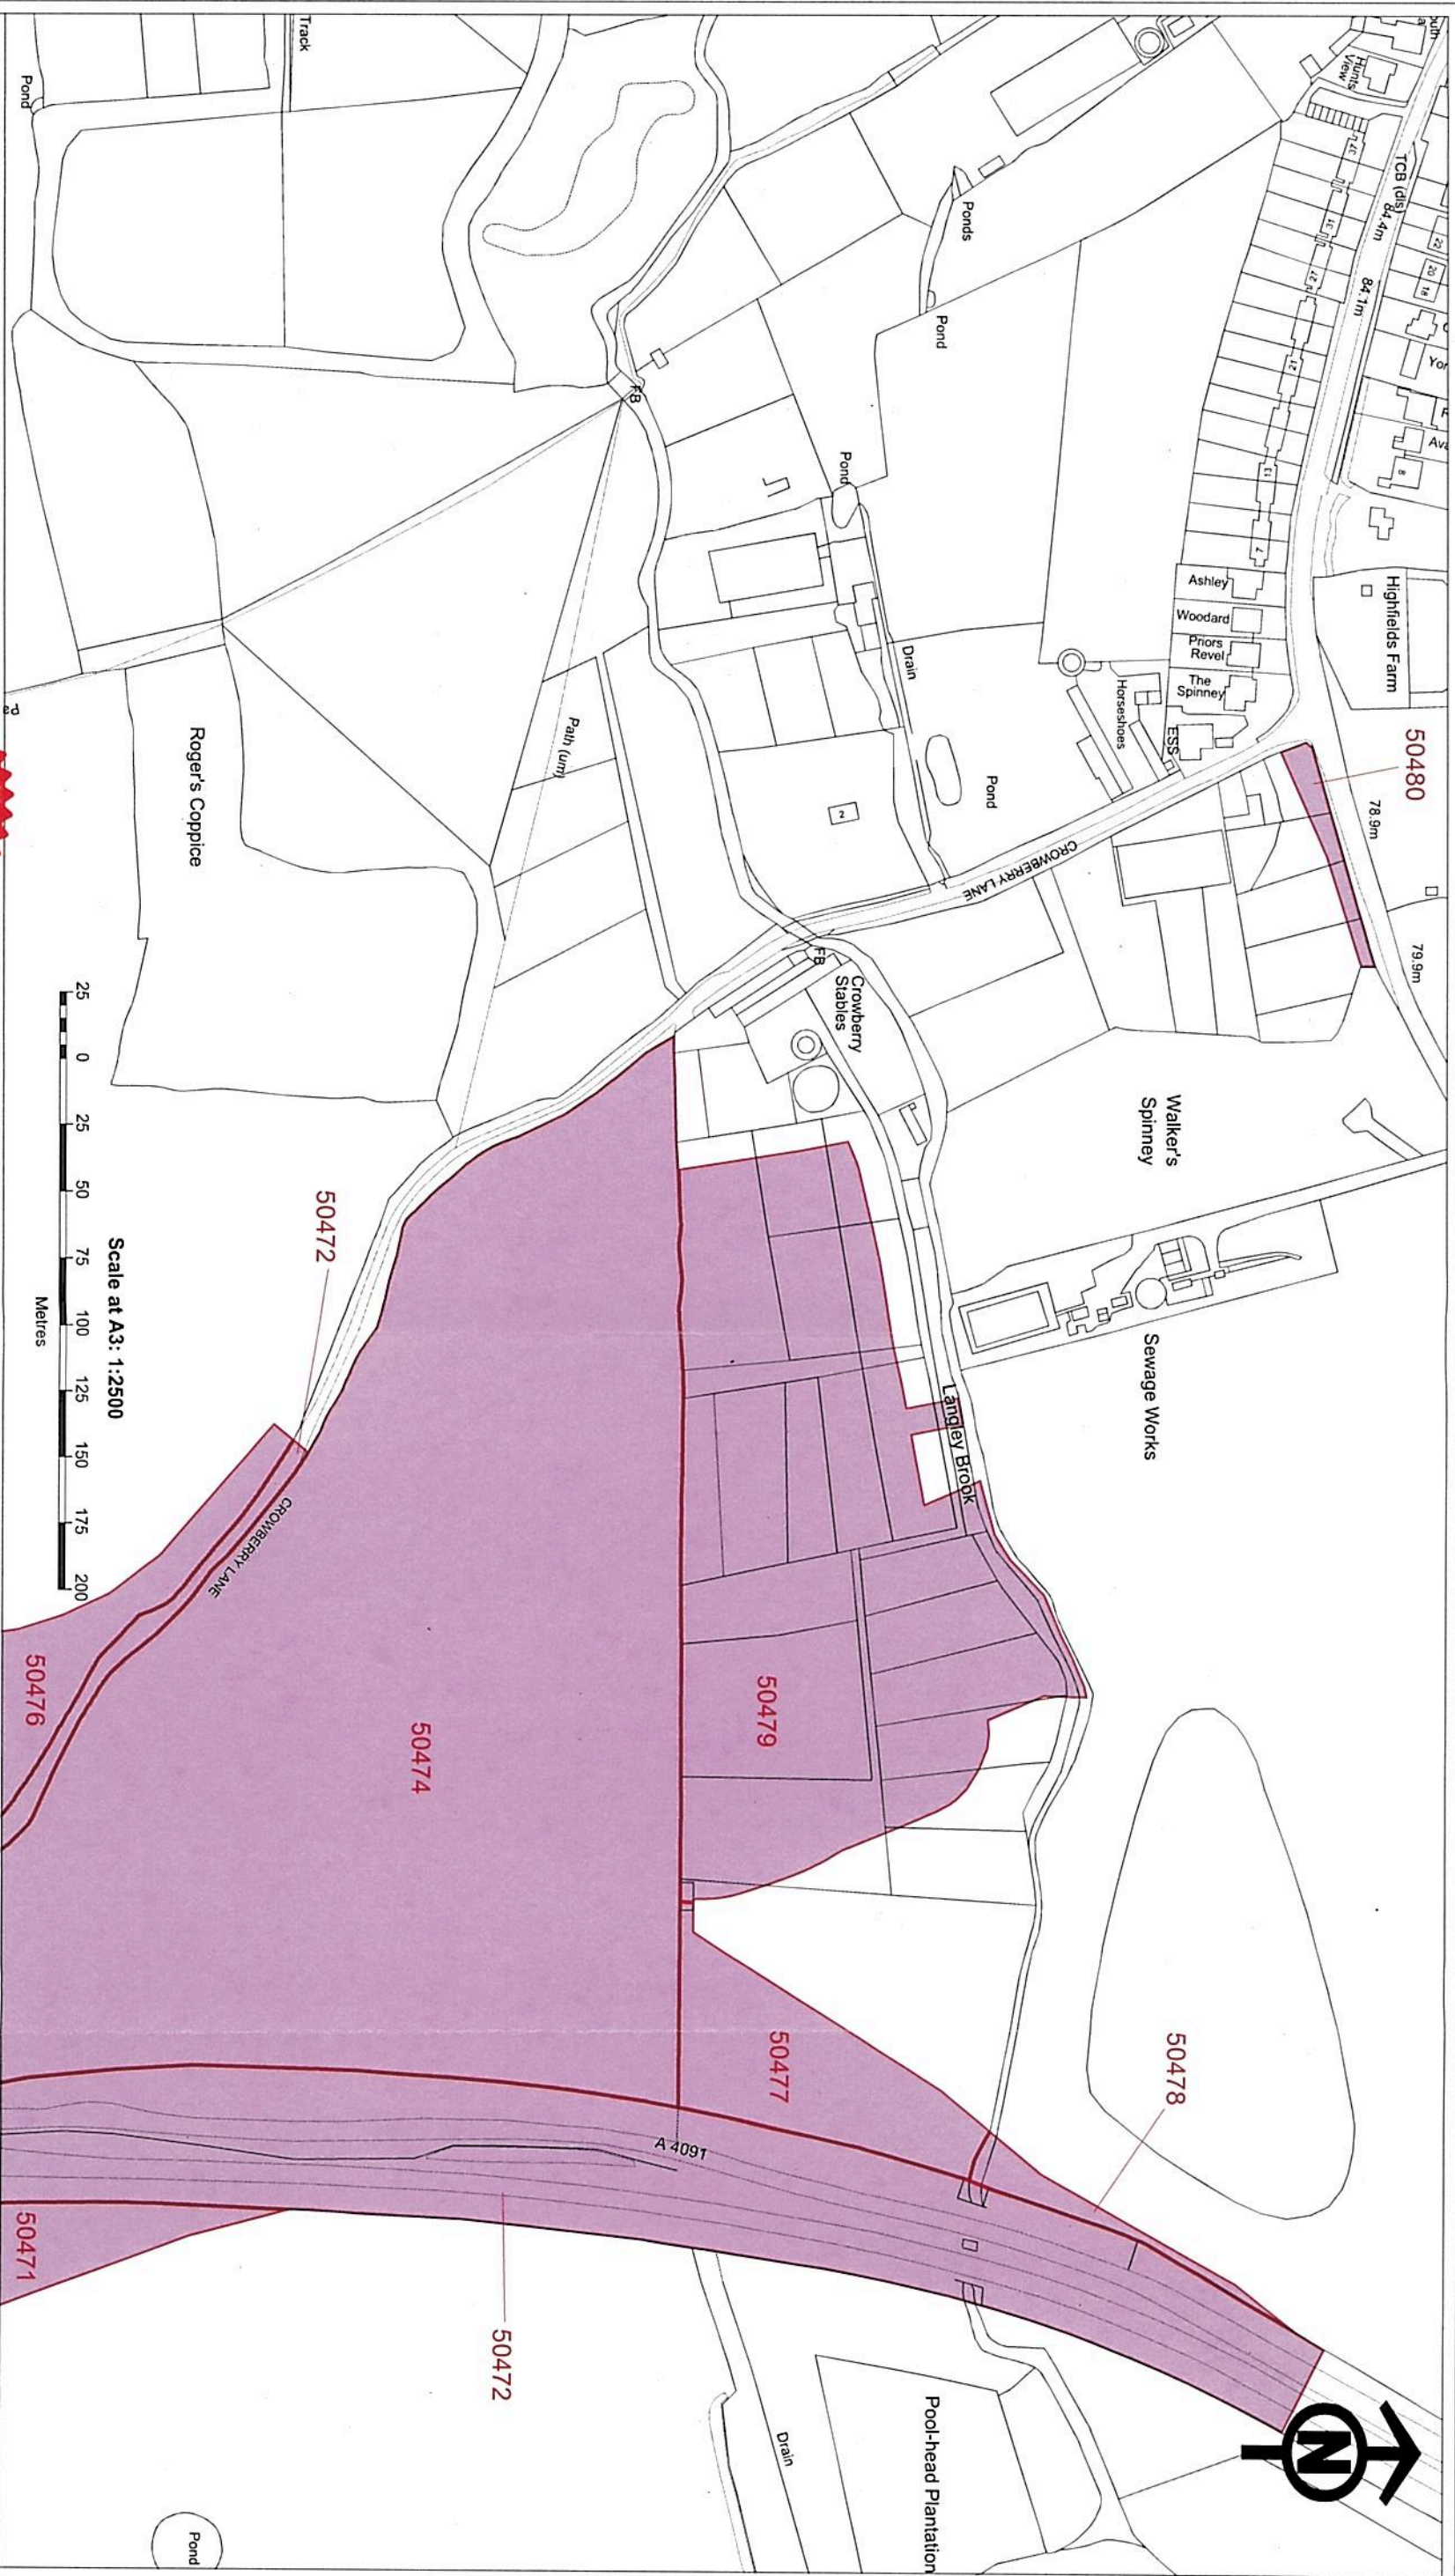 Hunts
View
TCB (dis)
84.4m
84.1m
22
20
18
8
37
31
27
21
13
7
Ashley
Woodard
Priors
Revel
The
Spinney
Highfields Farm
50480
78.9m
79.9m
Horseshoes
ESS
Track
Pond
Ponds
Pond
Pond
Drain
Pond
2
FB
CROWBERRY LANE
FB
Crowberry
Stables
Walker's
Spinney
Sewage Works
Langley Brook
Path (um)
Roger's Coppice
50472
CROWBERRY LANE
50479
50474
50476
50477
50478
A 4091
50472
50471
Drain
Pool-head Plantation
Pond
N
25 0 25 50 75 100 125 150 175 200
Metres
Scale at A3: 1:2500